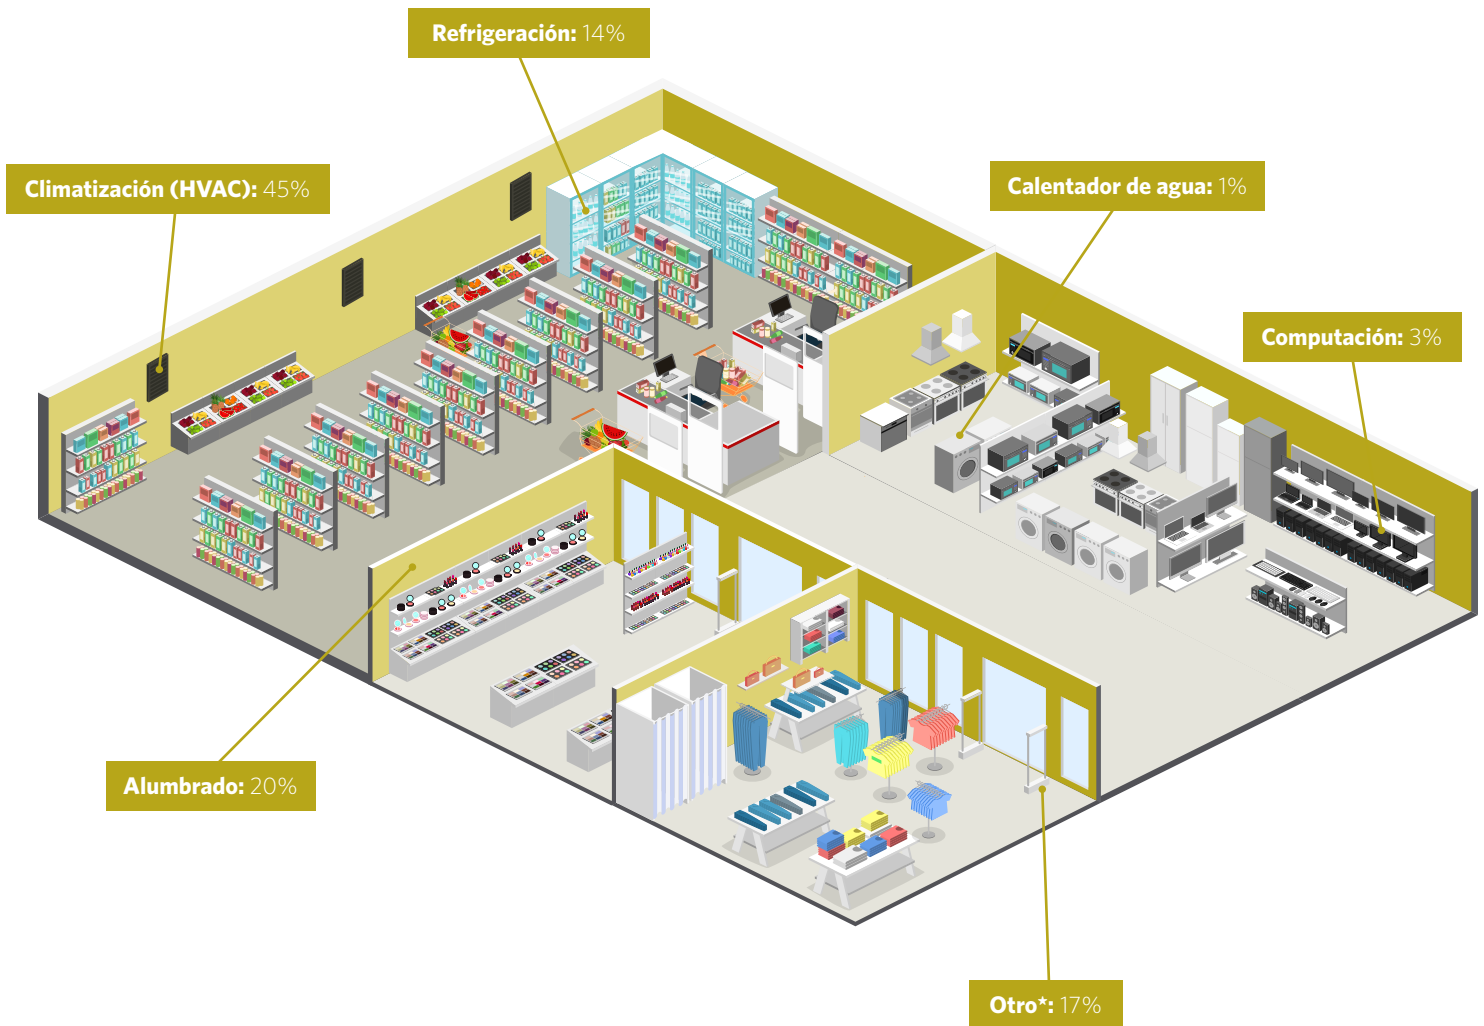 Refrigeración: 14%
Climatización (HVAC): 45%
Calentador de agua: 1%
Computación: 3%
Alumbrado: 20%
Otro*: 17%